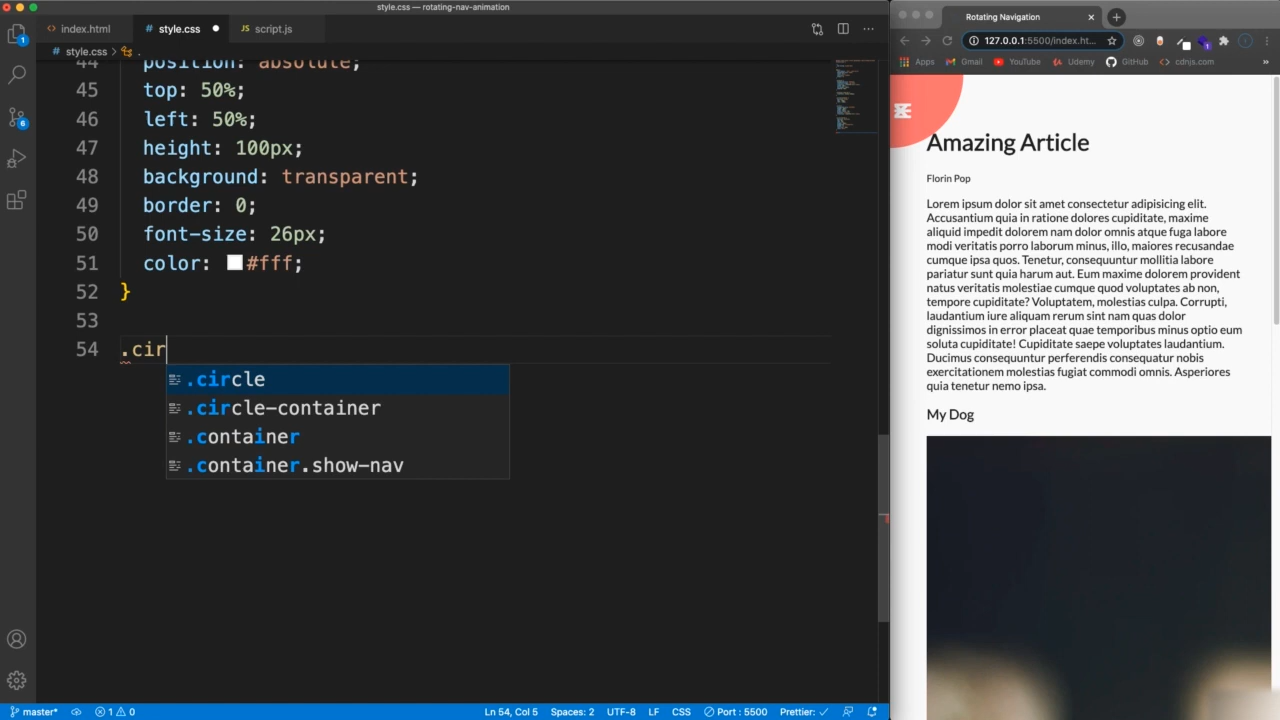 style.css — rotating-nav-animation
index.html
style.css
JS script.js
# style.css > .
44 position: absolute;
45 top: 50%;
46 left: 50%;
47 height: 100px;
48 background: transparent;
49 border: 0;
50 font-size: 26px;
51 color: #fff;
52 }
53
54 .cir
.circle
.circle-container
.container
.container.show-nav
1
6
master*
1 0
Ln 54, Col 5
Spaces: 2
UTF-8
LF
CSS
Port : 5500
Prettier: ✓
Rotating Navigation
127.0.0.1:5500/index.ht...
1
Apps
Gmail
YouTube
Udemy
GitHub
cdnjs.com
»
Amazing Article
Florin Pop
Lorem ipsum dolor sit amet consectetur adipisicing elit.
Accusantium quia in ratione dolores cupiditate, maxime
aliquid impedit dolorem nam dolor omnis atque fuga labore
modi veritatis porro laborum minus, illo, maiores recusandae
cumque ipsa quos. Tenetur, consequuntur mollitia labore
pariatur sunt quia harum aut. Eum maxime dolorem provident
natus veritatis molestiae cumque quod voluptates ab non,
tempore cupiditate? Voluptatem, molestias culpa. Corrupti,
laudantium iure aliquam rerum sint nam quas dolor
dignissimos in error placeat quae temporibus minus optio eum
soluta cupiditate! Cupiditate saepe voluptates laudantium.
Ducimus consequuntur perferendis consequatur nobis
exercitationem molestias fugiat commodi omnis. Asperiores
quia tenetur nemo ipsa.
My Dog